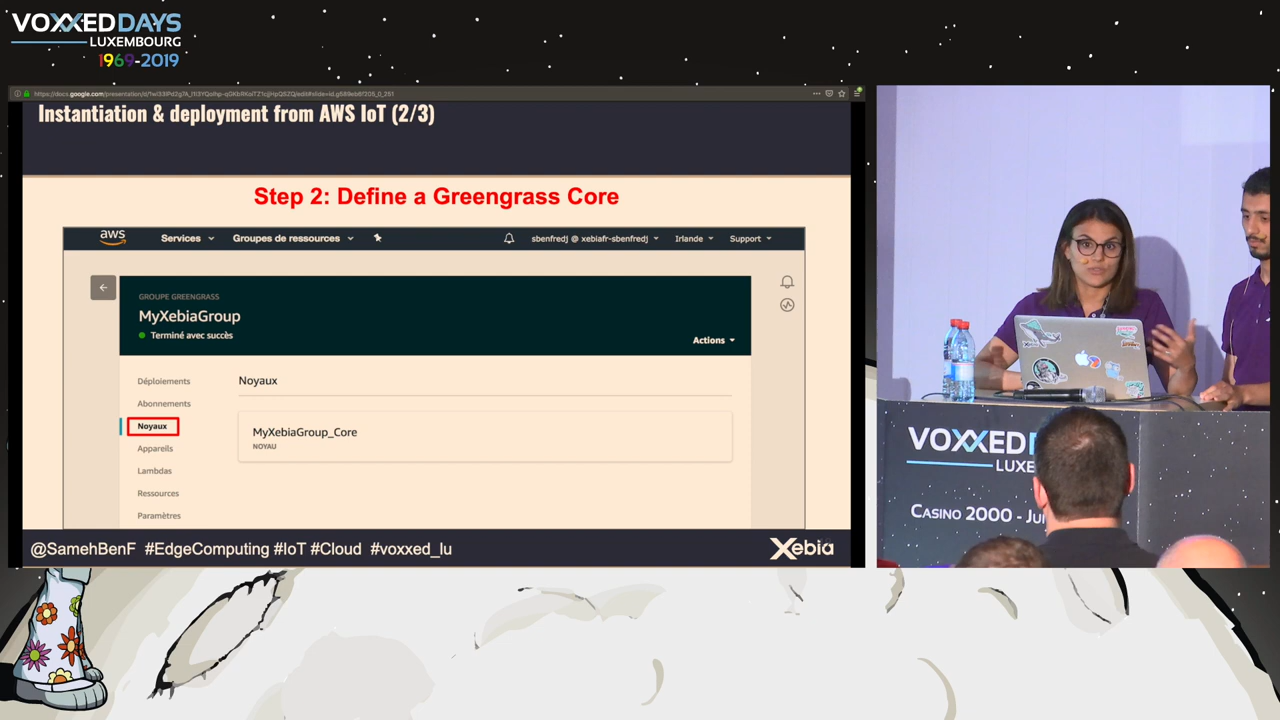 VOXXED DAYS
LUXEMBOURG
1969-2019
Instantiation & deployment from AWS IoT (2/3)
Step 2: Define a Greengrass Core
aws
Services
Groupes de ressources
sbenfredj @ xebiafr-sbenfredj
Irlande
Support
GROUPE GREENGRASS
MyXebiaGroup
Terminé avec succès
Actions
Déploiements
Abonnements
Noyaux
Appareils
Lambdas
Ressources
Paramètres
Noyaux
MyXebiaGroup_Core
NOYAU
@SamehBenF #EdgeComputing #IoT #Cloud #voxxed_lu
Xebia
VOXXED
LUXE
CASINO 2000 - JU